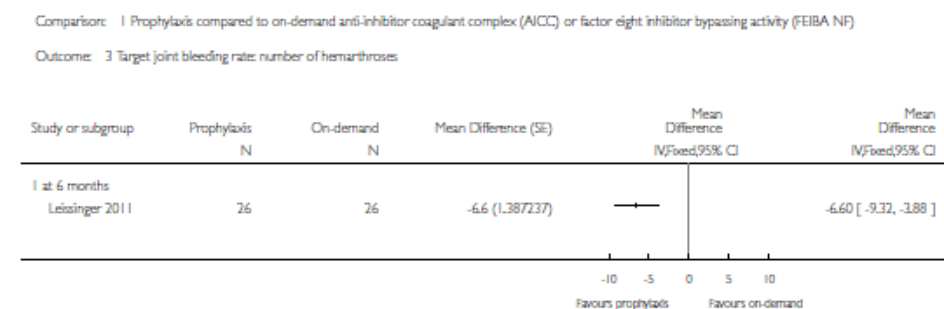 Comparison: 1 Prophylaxis compared to on-demand anti-inhibitor coagulant complex (AICC) or factor eight inhibitor bypassing activity (FEIBA NF)
Outcome: 3 Target joint bleeding rate: number of hemarthroses
Study or subgroup Prophylaxis On-demand Mean Difference (SE) Mean Difference Mean Difference
N N IV,Fixed,95% CI IV,Fixed,95% CI
1 at 6 months
Leissinger 2011 26 26 -6.6 (1.387237) -6.60 [ -9.32, -3.88 ]
-10 -5 0 5 10
Favours prophylaxis Favours on-demand